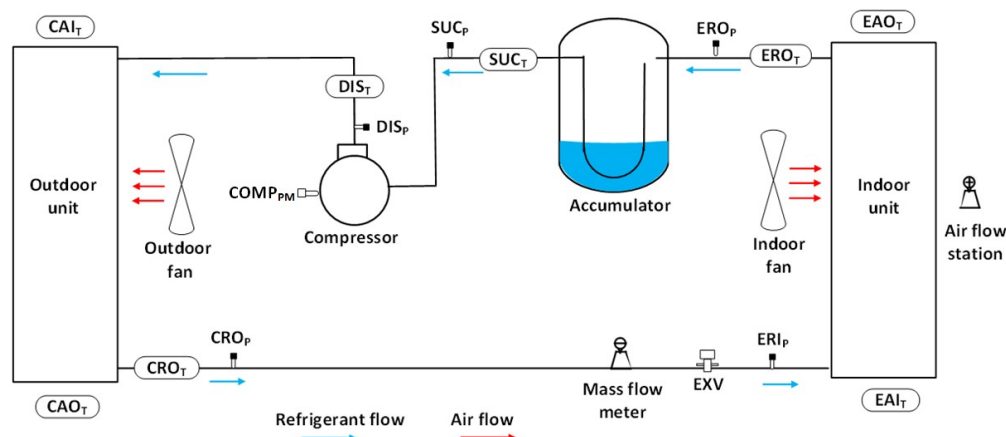 CAI_T
SUC_P
ERO_P
EAO_T
SUC_T
ERO_T
DIS_T
DIS_P
Outdoor
unit
COMP_PM
Compressor
Outdoor
fan
Accumulator
Indoor
fan
Indoor
unit
Air flow
station
CRO_P
ERI_P
CRO_T
Mass flow
meter
EXV
CAO_T
EAI_T
Refrigerant flow
Air flow